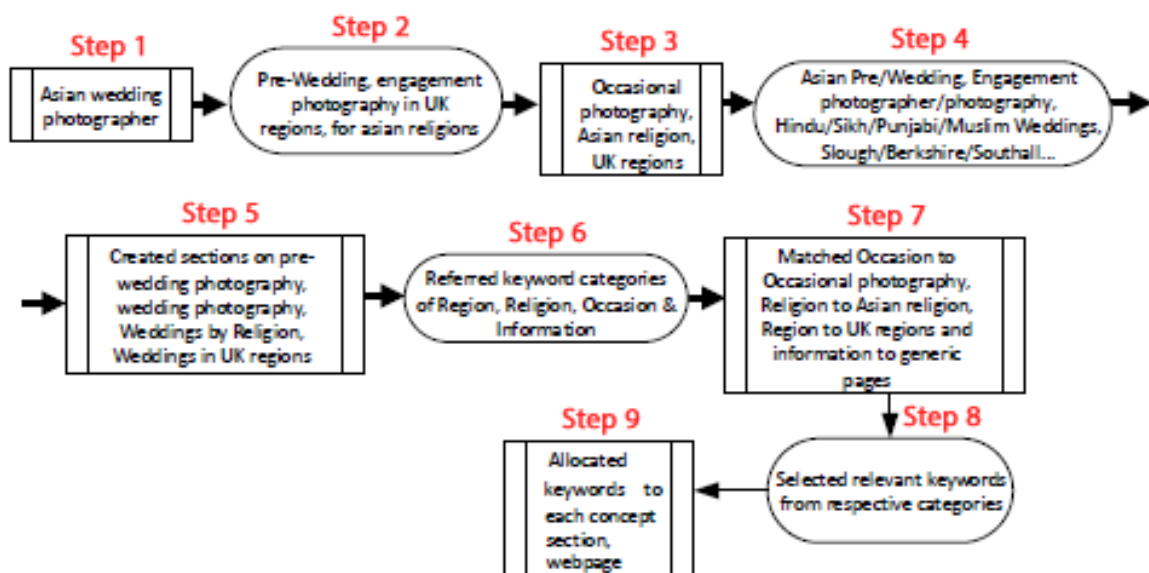 Step 1
Asian wedding
photographer
Step 2
Pre-Wedding, engagement
photography in UK
regions, for asian religions
Step 3
Occasional
photography,
Asian religion,
UK regions
Step 4
Asian Pre/Wedding, Engagement
photographer/photography,
Hindu/Sikh/Punjabi/Muslim Weddings,
Slough/Berkshire/Southall...
Step 5
Created sections on pre-
wedding photography,
wedding photography,
Weddings by Religion,
Weddings in UK regions
Step 6
Referred keyword categories
of Region, Religion, Occasion &
Information
Step 7
Matched Occasion to
Occasional photography,
Religion to Asian religion,
Region to UK regions and
information to generic
pages
Step 8
Selected relevant keywords
from respective categories
Step 9
Allocated
keywords to
each concept
section,
webpage